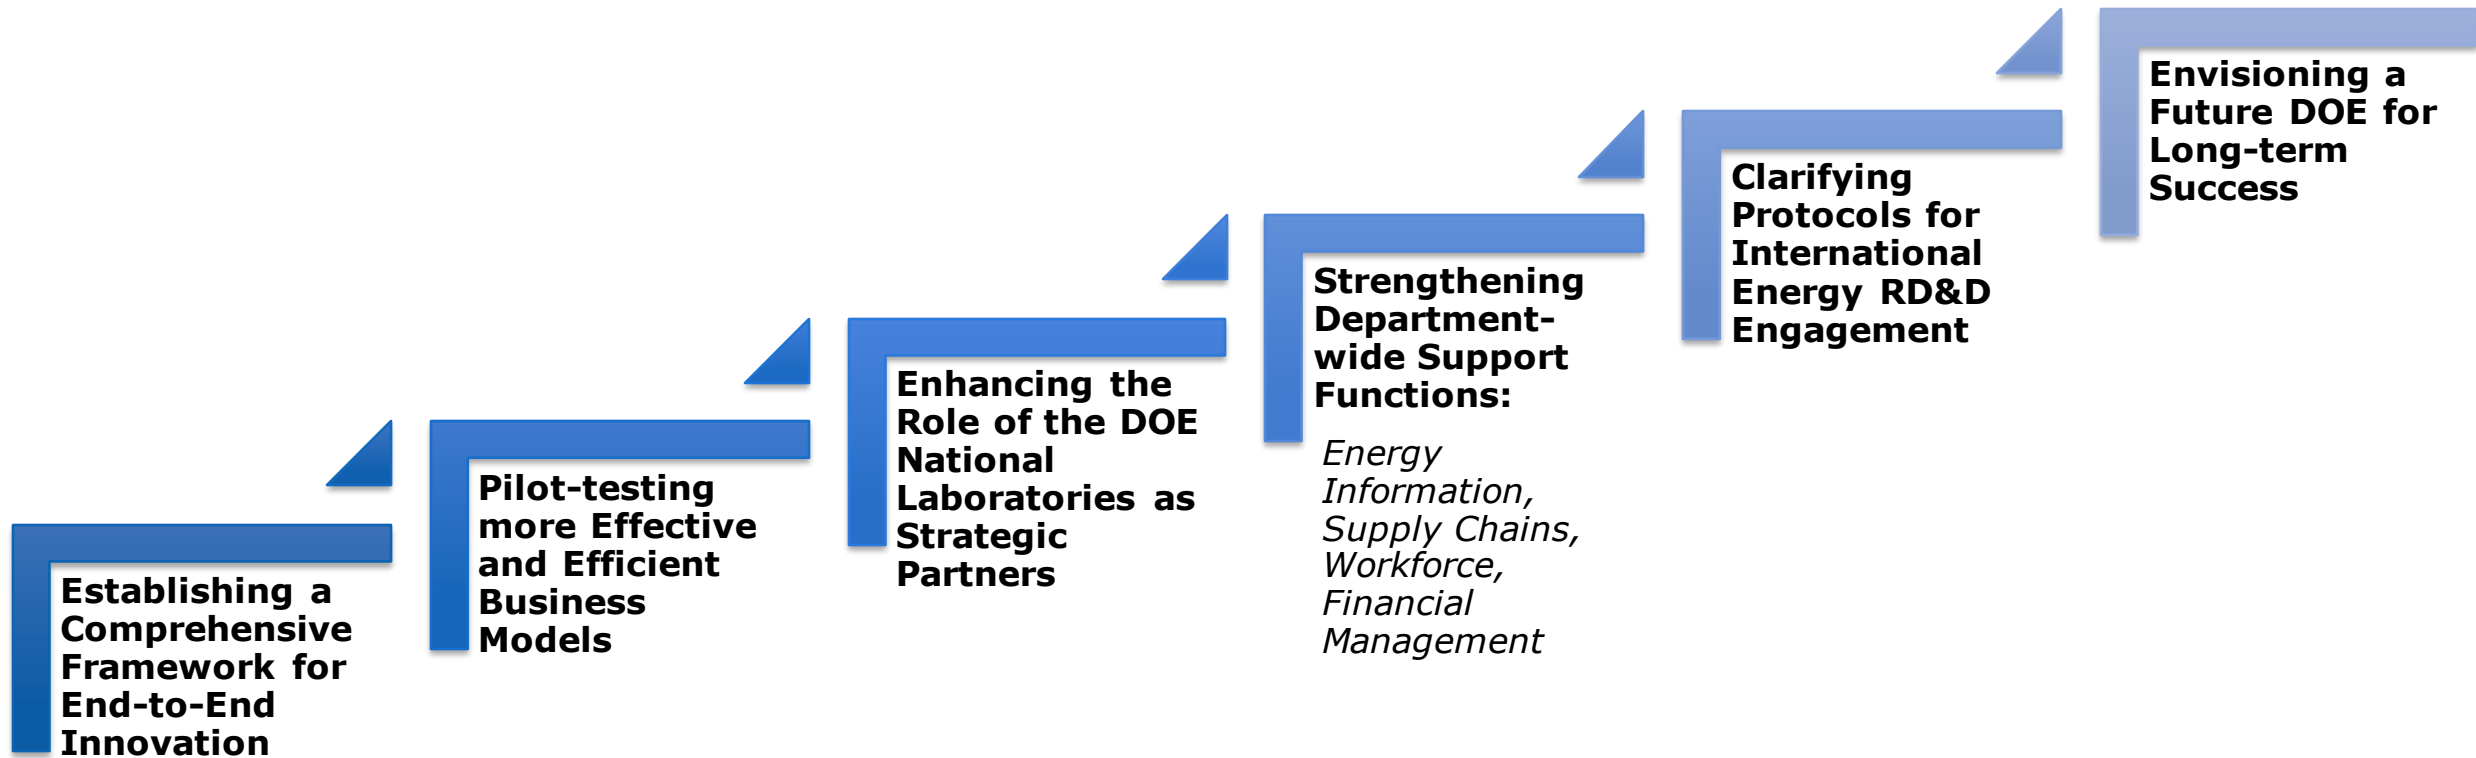 Establishing a
Comprehensive
Framework for
End-to-End
Innovation
Pilot-testing
more Effective
and Efficient
Business
Models
Enhancing the
Role of the DOE
National
Laboratories as
Strategic
Partners
Strengthening
Department-
wide Support
Functions:
Energy
Information,
Supply Chains,
Workforce,
Financial
Management
Clarifying
Protocols for
International
Energy RD&D
Engagement
Envisioning a
Future DOE for
Long-term
Success